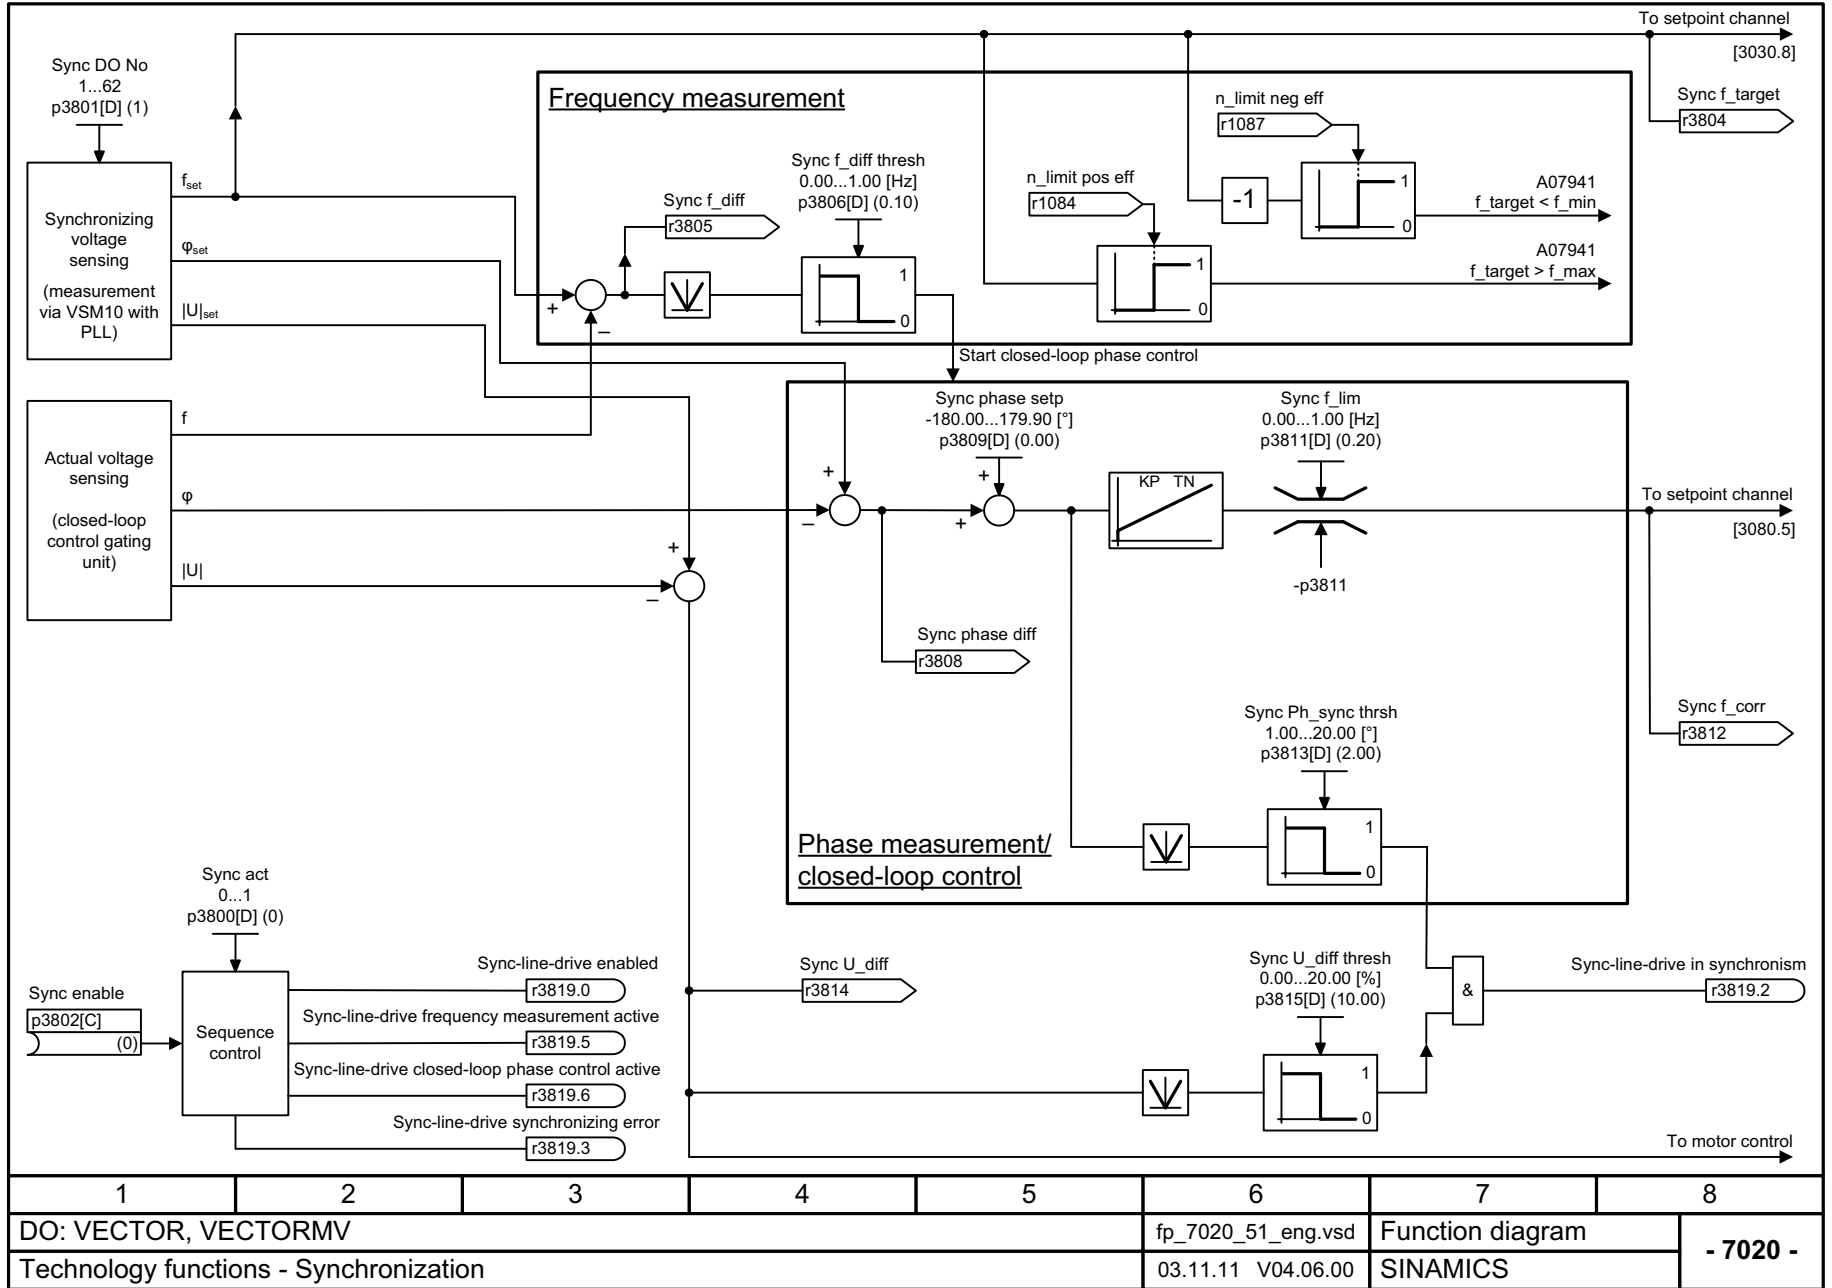 To setpoint channel
[3030.8]
Sync DO No
1...62
p3801[D] (1)
Frequency measurement
n_limit neg eff
r1087
Sync f_target
r3804
Synchronizing
voltage
sensing
(measurement
via VSM10 with
PLL)
fset
φset
|U|set
Sync f_diff
r3805
Sync f_diff thresh
0.00...1.00 [Hz]
p3806[D] (0.10)
n_limit pos eff
r1084
-1
1
0
A07941
f_target < f_min
A07941
f_target > f_max
1
0
1
0
+
–
Start closed-loop phase control
Actual voltage
sensing
(closed-loop
control gating
unit)
f
φ
|U|
Sync phase setp
-180.00...179.90 [°]
p3809[D] (0.00)
Sync f_lim
0.00...1.00 [Hz]
p3811[D] (0.20)
+
–
+
+
KP TN
-p3811
To setpoint channel
[3080.5]
+
–
Sync phase diff
r3808
Sync f_corr
r3812
Sync Ph_sync thrsh
1.00...20.00 [°]
p3813[D] (2.00)
1
0
Phase measurement/
closed-loop control
Sync act
0...1
p3800[D] (0)
Sync enable
p3802[C]
(0)
Sequence
control
Sync-line-drive enabled
r3819.0
Sync-line-drive frequency measurement active
r3819.5
Sync-line-drive closed-loop phase control active
r3819.6
Sync-line-drive synchronizing error
r3819.3
Sync U_diff
r3814
Sync U_diff thresh
0.00...20.00 [%]
p3815[D] (10.00)
1
0
&
Sync-line-drive in synchronism
r3819.2
To motor control
1 2 3 4 5 6 7 8
DO: VECTOR, VECTORMV
fp_7020_51_eng.vsd
Function diagram
- 7020 -
Technology functions - Synchronization
03.11.11 V04.06.00
SINAMICS